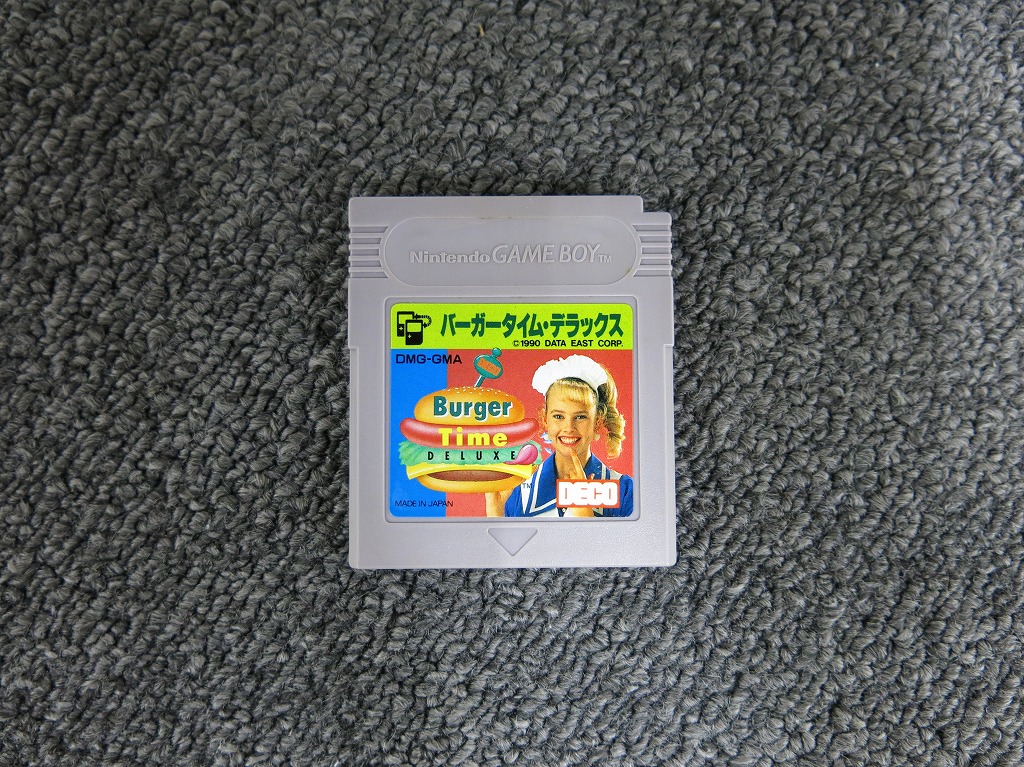 Nintendo GAME BOY TM
バーガータイム・デラックス
©1990 DATA EAST CORP.
DMG-GMA
Burger
Time
DELUXE
TM
DECO
MADE IN JAPAN